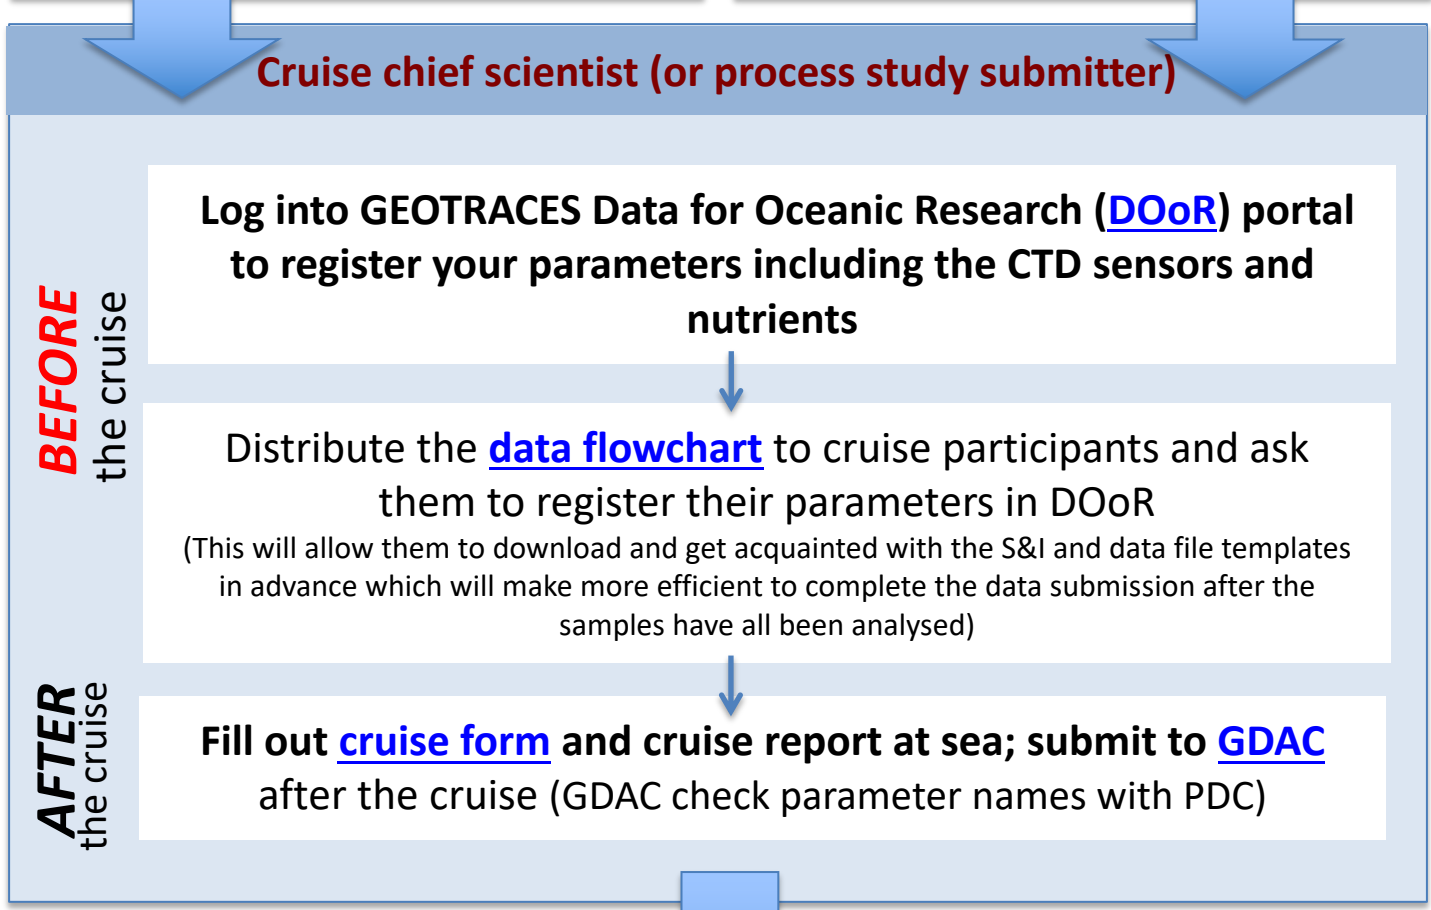 Cruise chief scientist (or process study submitter)
BEFORE
the cruise
Log into GEOTRACES Data for Oceanic Research (DOoR) portal
to register your parameters including the CTD sensors and
nutrients
Distribute the data flowchart to cruise participants and ask
them to register their parameters in DOoR
(This will allow them to download and get acquainted with the S&I and data file templates
in advance which will make more efficient to complete the data submission after the
samples have all been analysed)
AFTER
the cruise
Fill out cruise form and cruise report at sea; submit to GDAC
after the cruise (GDAC check parameter names with PDC)